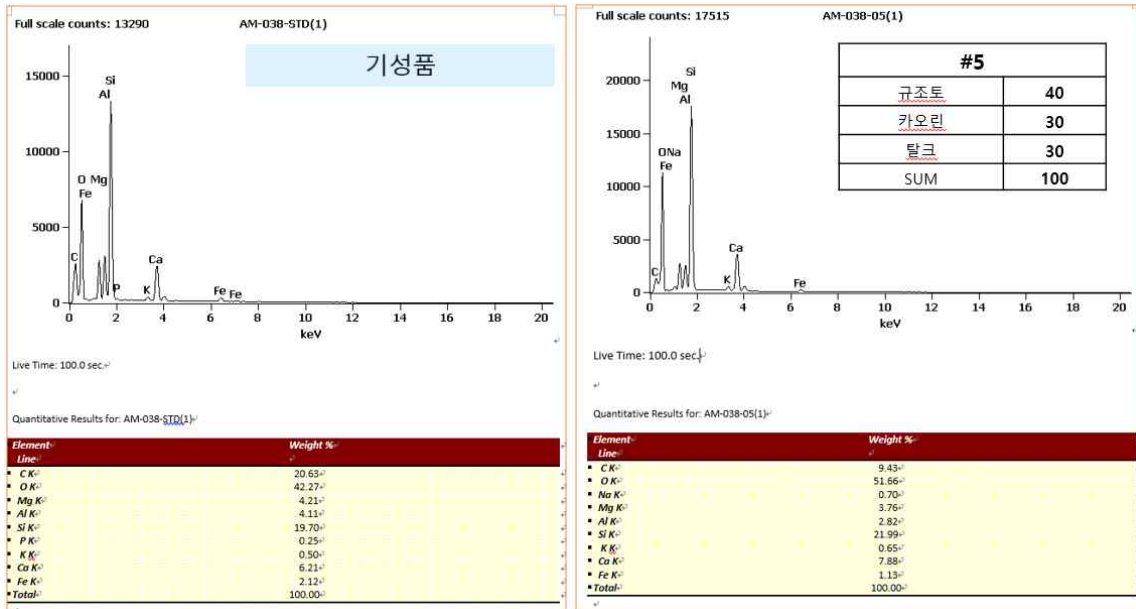 Full scale counts: 13290 AM-038-STD(1)
기성품
15000
10000
5000
0
Si
Al
O Mg
Fe
C
P
K
Ca
Fe Fe
0 2 4 6 8 10 12 14 16 18 20
keV
Live Time: 100.0 sec.
Quantitative Results for: AM-038-STD(1)
Element Weight %
Line
C K 20.63
O K 42.27
Mg K 4.21
Al K 4.11
Si K 19.70
P K 0.25
K K 0.50
Ca K 6.21
Fe K 2.12
Total 100.00
Full scale counts: 17515 AM-038-05(1)
#5
규조토 40
카오린 30
탈크 30
SUM 100
20000
15000
10000
5000
0
Si
Mg
Al
ONa
Fe
C
K
Ca
Fe
0 2 4 6 8 10 12 14 16 18 20
keV
Live Time: 100.0 sec.
Quantitative Results for: AM-038-05(1)
Element Weight %
Line
C K 9.43
O K 51.66
Na K 0.70
Mg K 3.76
Al K 2.82
Si K 21.99
K K 0.65
Ca K 7.88
Fe K 1.13
Total 100.00